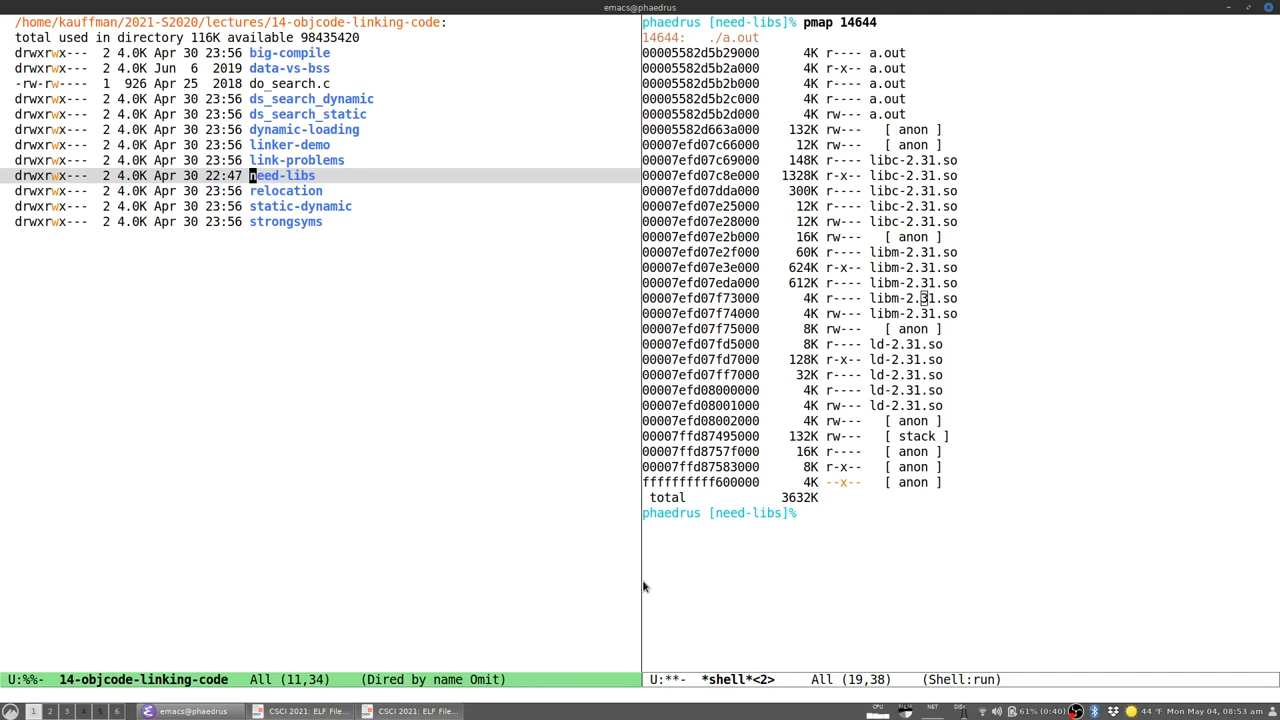 emacs@phaedrus
/home/kauffman/2021-S2020/lectures/14-objcode-linking-code:
total used in directory 116K available 98435420
drwxrwx--- 2 4.0K Apr 30 23:56 big-compile
drwxrwx--- 2 4.0K Jun 6 2019 data-vs-bss
-rw-rw---- 1 926 Apr 25 2018 do_search.c
drwxrwx--- 2 4.0K Apr 30 23:56 ds_search_dynamic
drwxrwx--- 2 4.0K Apr 30 23:56 ds_search_static
drwxrwx--- 2 4.0K Apr 30 23:56 dynamic-loading
drwxrwx--- 2 4.0K Apr 30 23:56 linker-demo
drwxrwx--- 2 4.0K Apr 30 23:56 link-problems
drwxrwx--- 2 4.0K Apr 30 22:47 need-libs
drwxrwx--- 2 4.0K Apr 30 23:56 relocation
drwxrwx--- 2 4.0K Apr 30 23:56 static-dynamic
drwxrwx--- 2 4.0K Apr 30 23:56 strongsyms
U:%%- 14-objcode-linking-code All (11,34) (Dired by name Omit)
phaedrus [need-libs]% pmap 14644
14644: ./a.out
00005582d5b29000 4K r---- a.out
00005582d5b2a000 4K r-x-- a.out
00005582d5b2b000 4K r---- a.out
00005582d5b2c000 4K r---- a.out
00005582d5b2d000 4K rw--- a.out
00005582d663a000 132K rw--- [ anon ]
00007efd07c66000 12K rw--- [ anon ]
00007efd07c69000 148K r---- libc-2.31.so
00007efd07c8e000 1328K r-x-- libc-2.31.so
00007efd07dda000 300K r---- libc-2.31.so
00007efd07e25000 12K r---- libc-2.31.so
00007efd07e28000 12K rw--- libc-2.31.so
00007efd07e2b000 16K rw--- [ anon ]
00007efd07e2f000 60K r---- libm-2.31.so
00007efd07e3e000 624K r-x-- libm-2.31.so
00007efd07eda000 612K r---- libm-2.31.so
00007efd07f73000 4K r---- libm-2.31.so
00007efd07f74000 4K rw--- libm-2.31.so
00007efd07f75000 8K rw--- [ anon ]
00007efd07fd5000 8K r---- ld-2.31.so
00007efd07fd7000 128K r-x-- ld-2.31.so
00007efd07ff7000 32K r---- ld-2.31.so
00007efd08000000 4K r---- ld-2.31.so
00007efd08001000 4K rw--- ld-2.31.so
00007efd08002000 4K rw--- [ anon ]
00007ffd87495000 132K rw--- [ stack ]
00007ffd8757f000 16K r---- [ anon ]
00007ffd87583000 8K r-x-- [ anon ]
ffffffffff600000 4K --x-- [ anon ]
total 3632K
phaedrus [need-libs]%
U:**- *shell*<2> All (19,38) (Shell:run)
1 2 3 4 5 6 emacs@phaedrus CSCI 2021: ELF File... CSCI 2021: ELF File... CPU MEM NET DISK 61% (0:40) 44 °F Mon May 04, 08:53 am